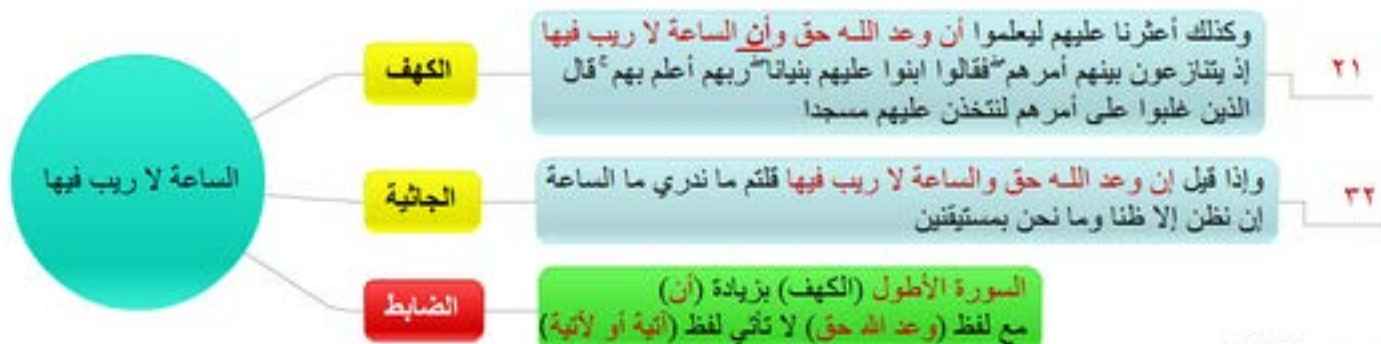 الساعة لا ريب فيها
الكهف
وكذلك أعثرنا عليهم ليعلموا أن وعد اللـه حق وأن الساعة لا ريب فيها
إذ يتنازعون بينهم أمرهم ۖ فقالوا ابنوا عليهم بنيانا ۖ ربهم أعلم بهم ۚ قال
الذين غلبوا على أمرهم لنتخذن عليهم مسجدا
٢١
الجاثية
وإذا قيل إن وعد اللـه حق والساعة لا ريب فيها قلتم ما ندري ما الساعة
إن نظن إلا ظنا وما نحن بمستيقنين
٣٢
الضابط
السورة الأطول (الكهف) بزيادة (أن)
مع لفظ (وعد الله حق) لا تأتي لفظ (آتية أو لآتية)